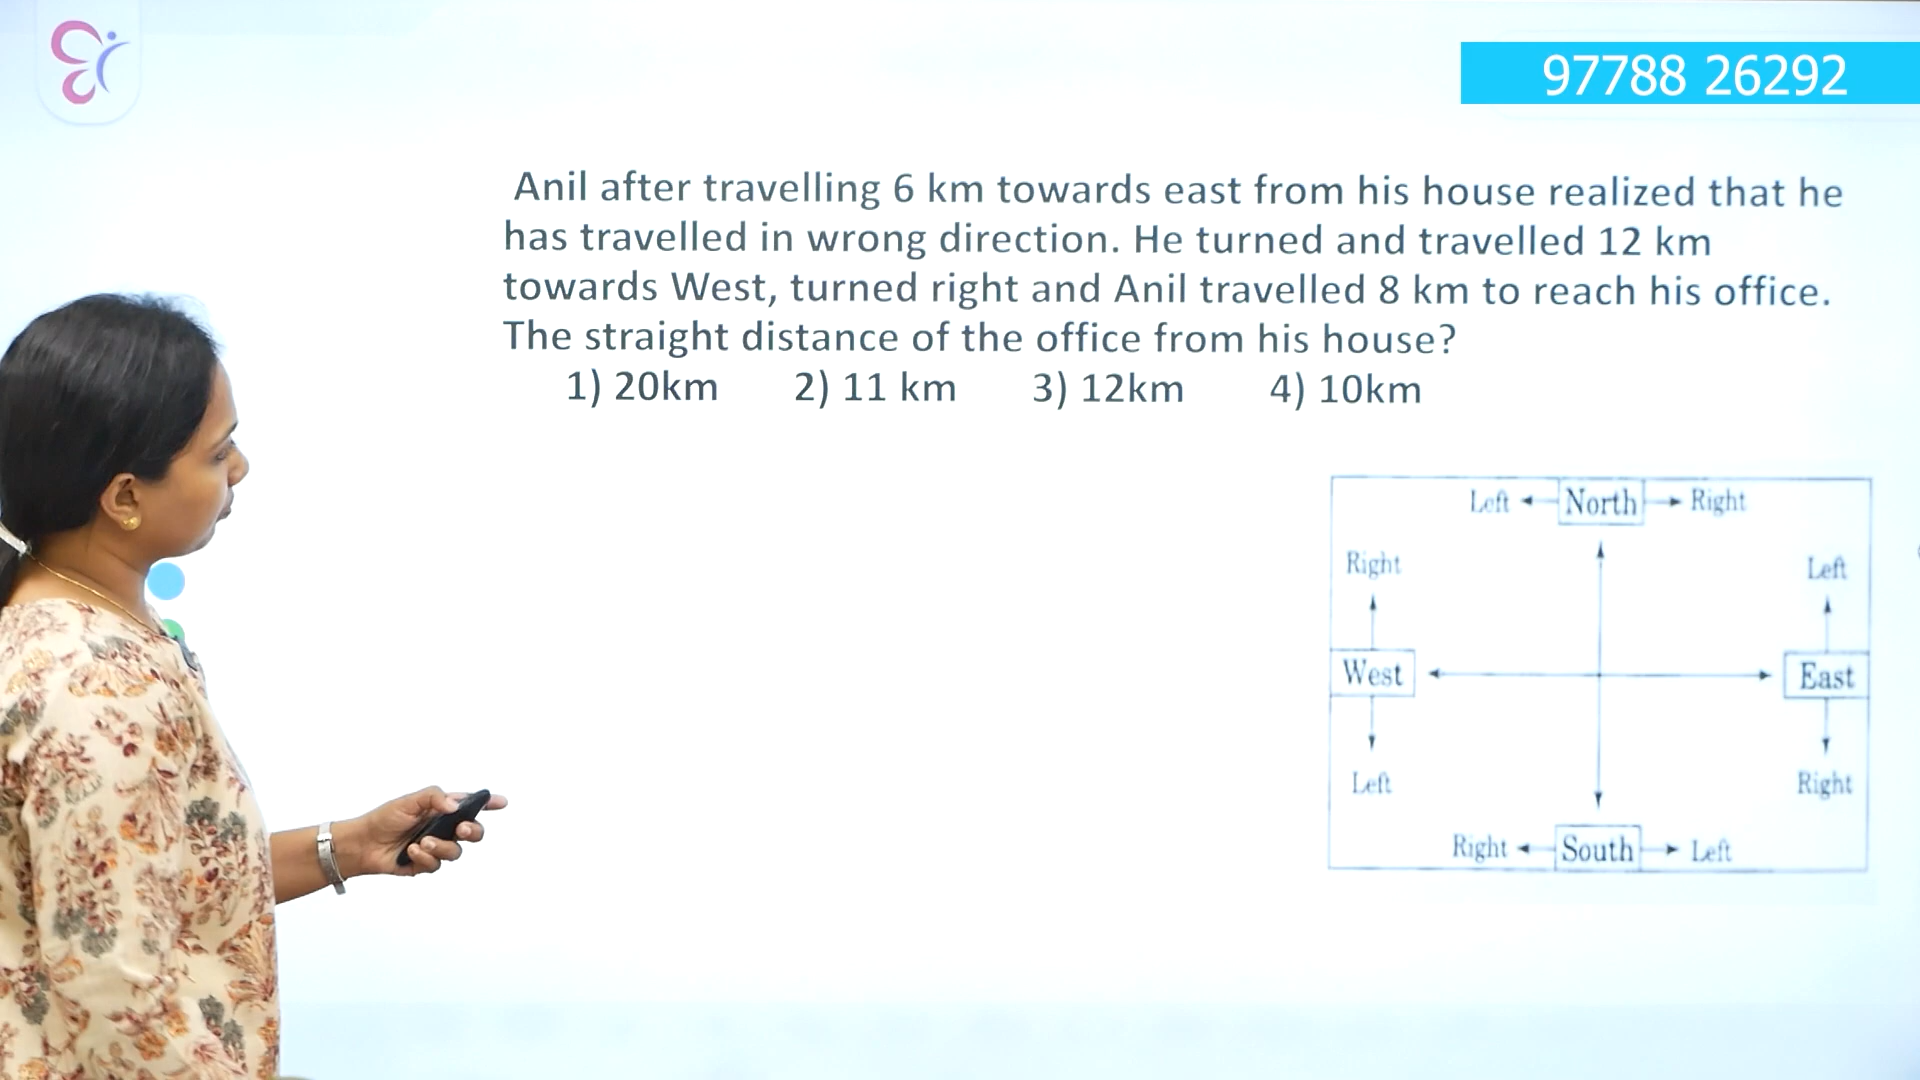 97788 26292
Anil after travelling 6 km towards east from his house realized that he
has travelled in wrong direction. He turned and travelled 12 km
towards West, turned right and Anil travelled 8 km to reach his office.
The straight distance of the office from his house?
1) 20km 2) 11 km 3) 12km 4) 10km
Left North Right
Right Left
West East
Left Right
Right South Left